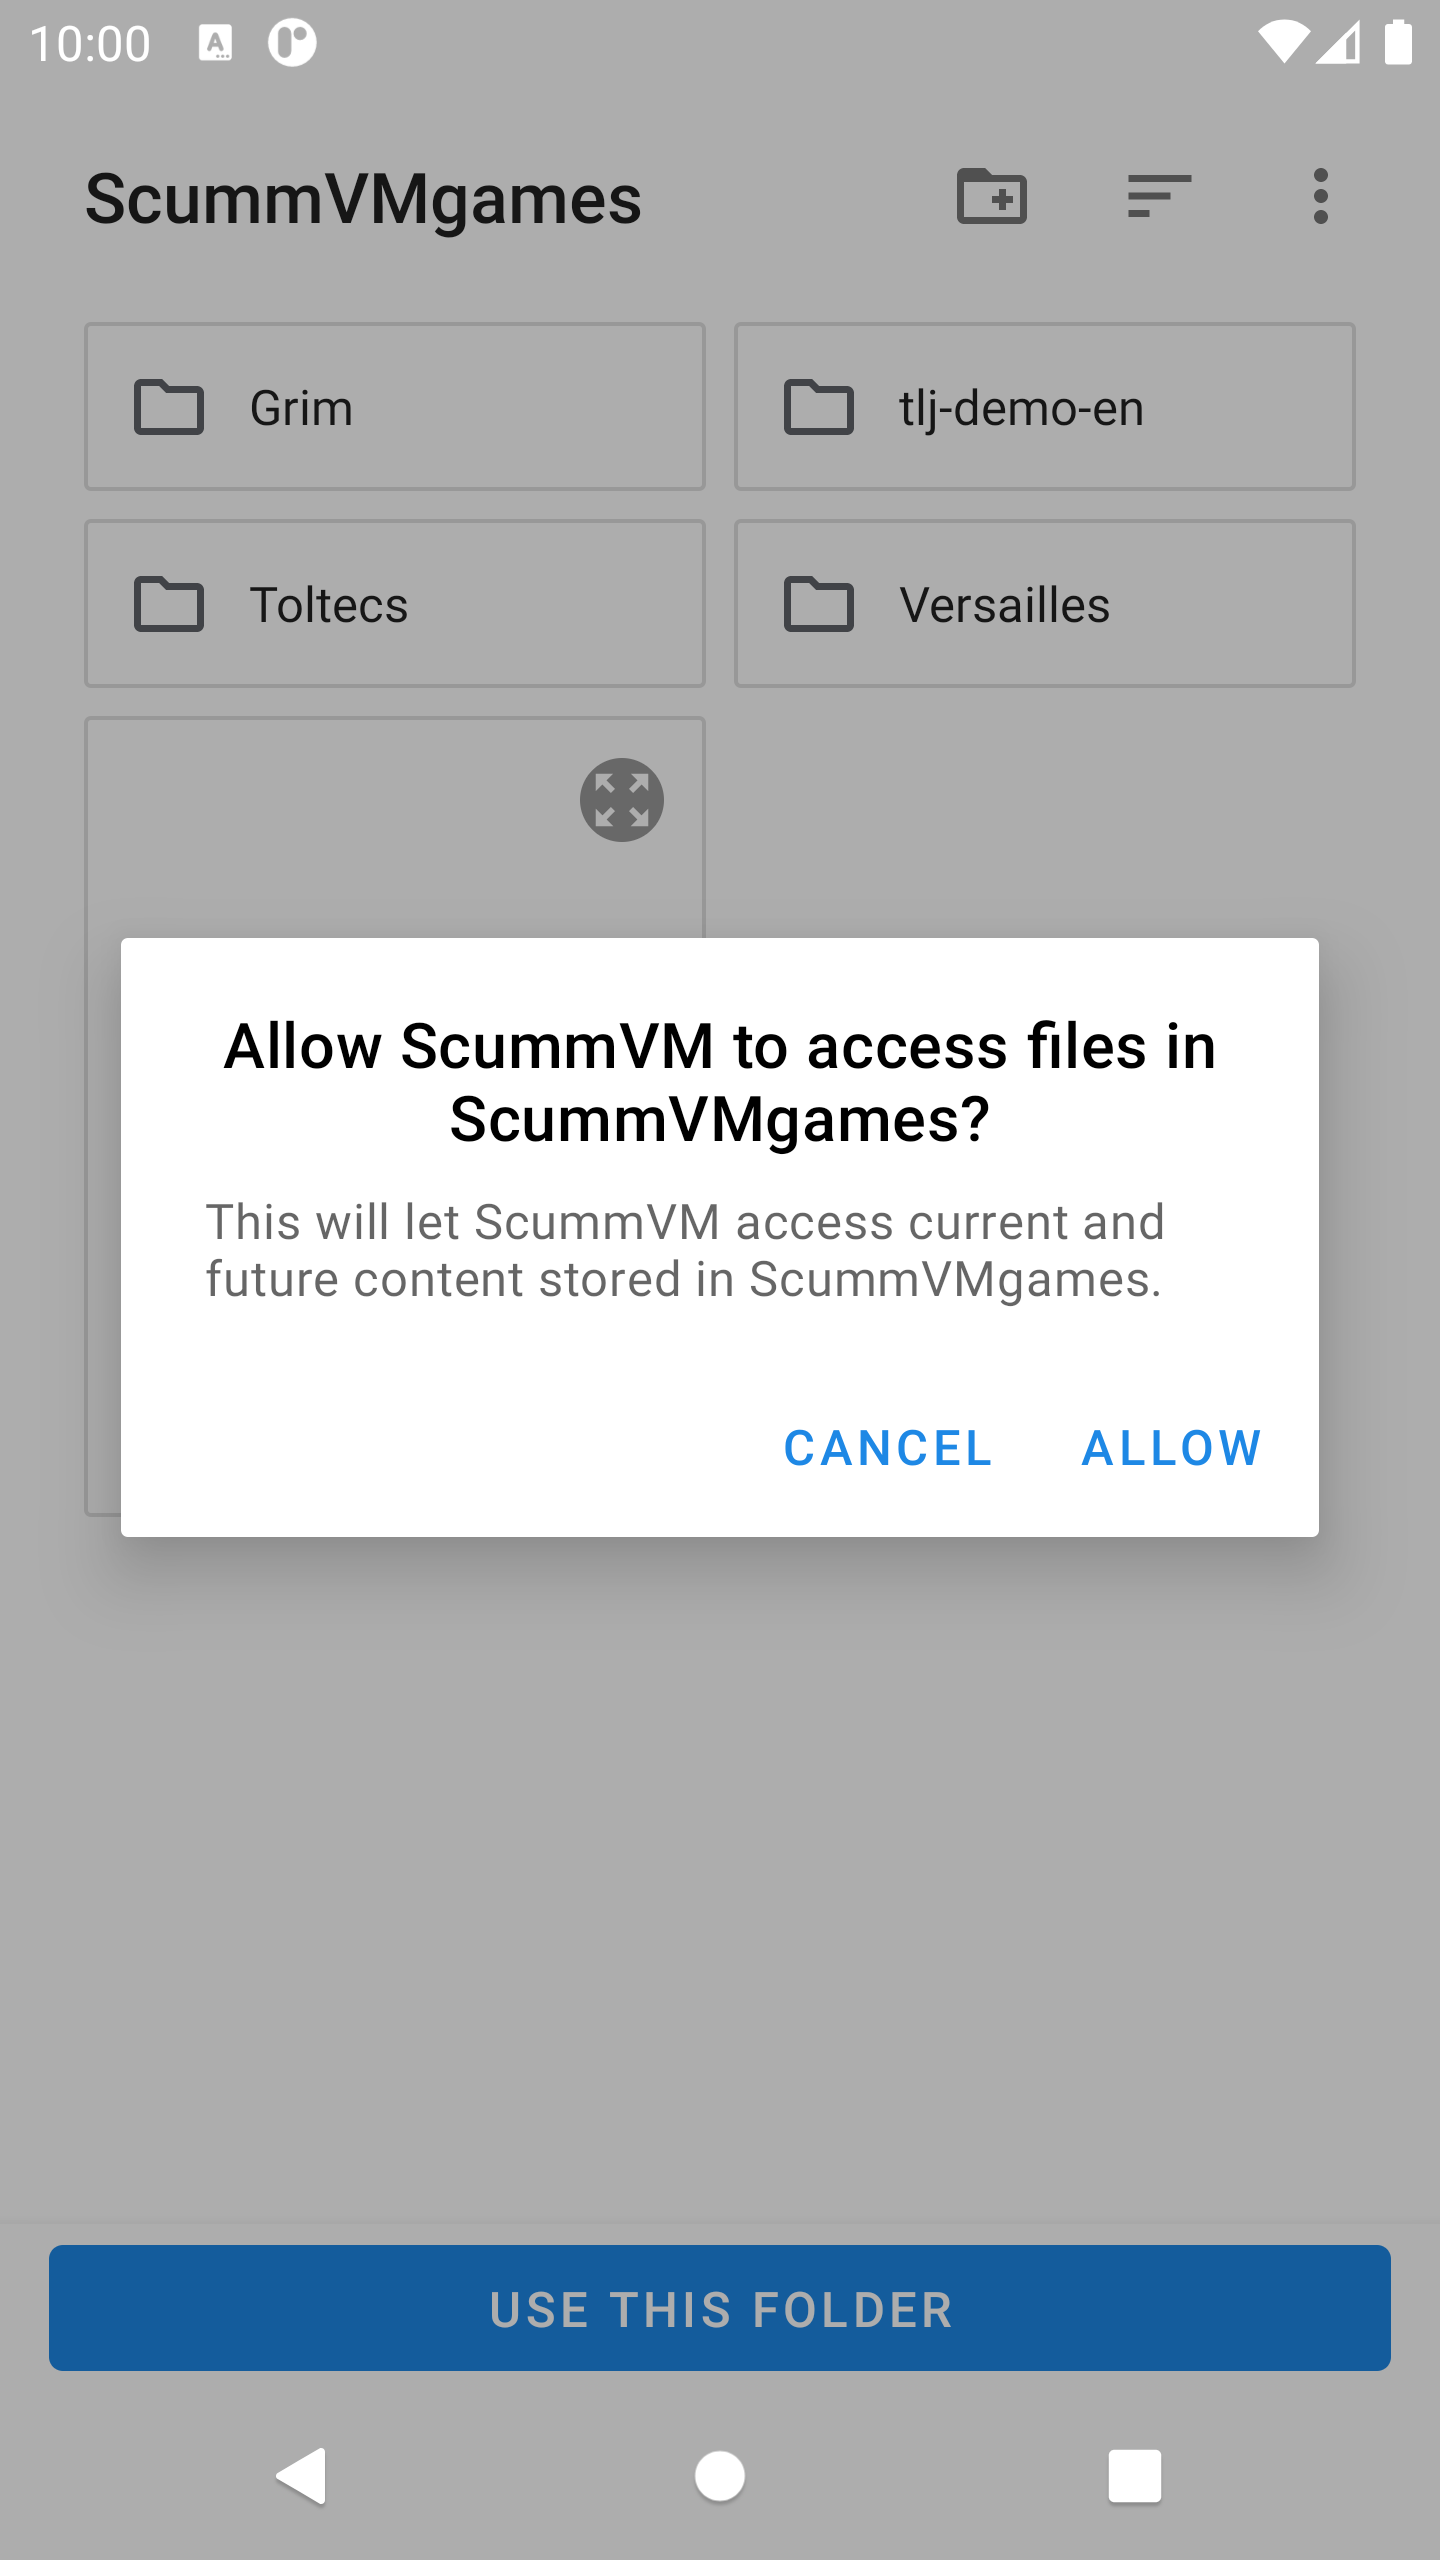 10:00
ScummVMgames
Grim
tlj-demo-en
Toltecs
Versailles
Allow ScummVM to access files in
ScummVMgames?
This will let ScummVM access current and
future content stored in ScummVMgames.
CANCEL
ALLOW
USE THIS FOLDER